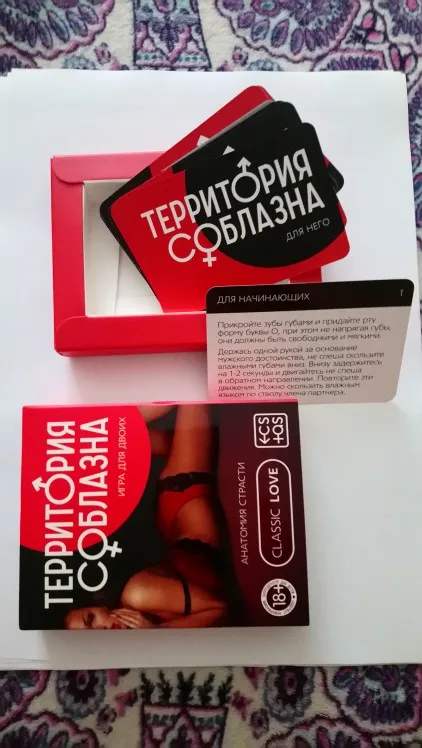 ТЕРРИТОРИЯ
СОБЛАЗНА
ДЛЯ НЕГО
ДЛЯ НАЧИНАЮЩИХ 1
Прикройте зубы губами и придайте рту
форму буквы О, при этом не напрягая губы,
они должны быть свободными и мягкими.
Держась одной рукой за основание
мужского достоинства, не спеша скользите
влажными губами вниз. Внизу задержитесь
на 1-2 секунды и двигайтесь не спеша
в обратном направлении. Повторите эти
движения. Можно скользить влажным
языком по стволу члена партнера.
ТЕРРИТОРИЯ
СОБЛАЗНА
ИГРА ДЛЯ ДВОИХ
ecs
tas
АНАТОМИЯ СТРАСТИ
CLASSIC LOVE
18+